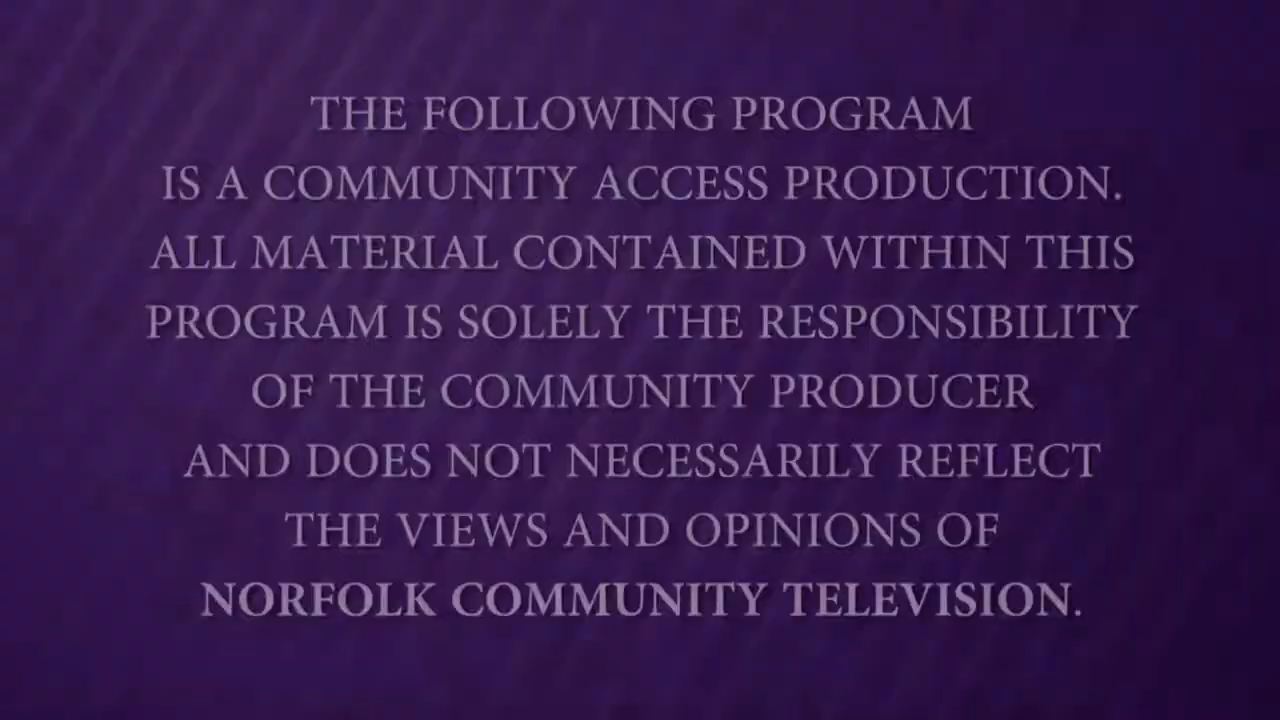 THE FOLLOWING PROGRAM
IS A COMMUNITY ACCESS PRODUCTION.
ALL MATERIAL CONTAINED WITHIN THIS
PROGRAM IS SOLELY THE RESPONSIBILITY
OF THE COMMUNITY PRODUCER
AND DOES NOT NECESSARILY REFLECT
THE VIEWS AND OPINIONS OF
NORFOLK COMMUNITY TELEVISION.